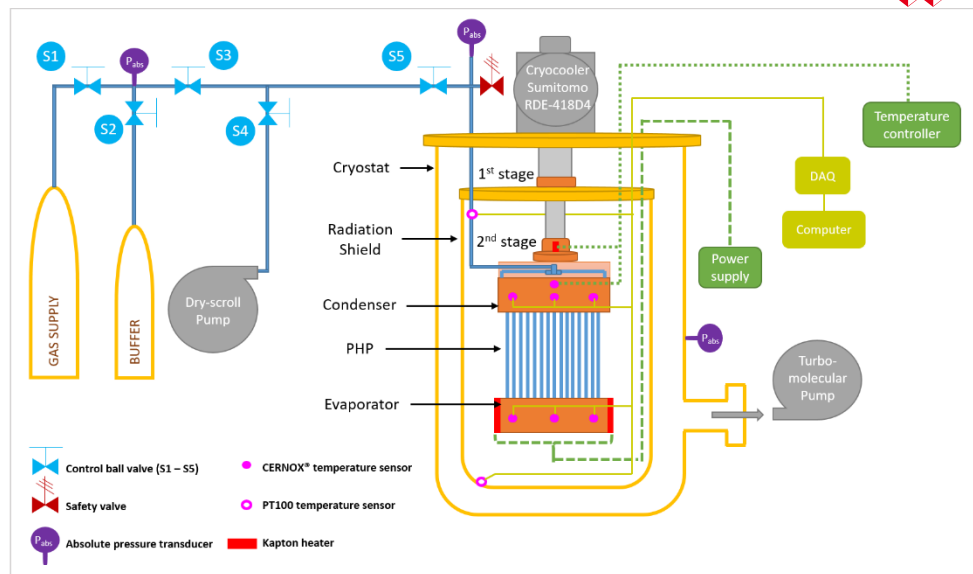 S1
S2
S3
S4
S5
Pabs
Pabs
Cryocooler
Sumitomo
RDE-418D4
Temperature
controller
DAQ
Computer
Power
supply
Cryostat
1st stage
Radiation
Shield
2nd stage
Condenser
PHP
Evaporator
Dry-scroll
Pump
GAS SUPPLY
BUFFER
Pabs
Turbo-
molecular
Pump
Control ball valve (S1 – S5)
CERNOX® temperature sensor
Safety valve
PT100 temperature sensor
Pabs
Absolute pressure transducer
Kapton heater